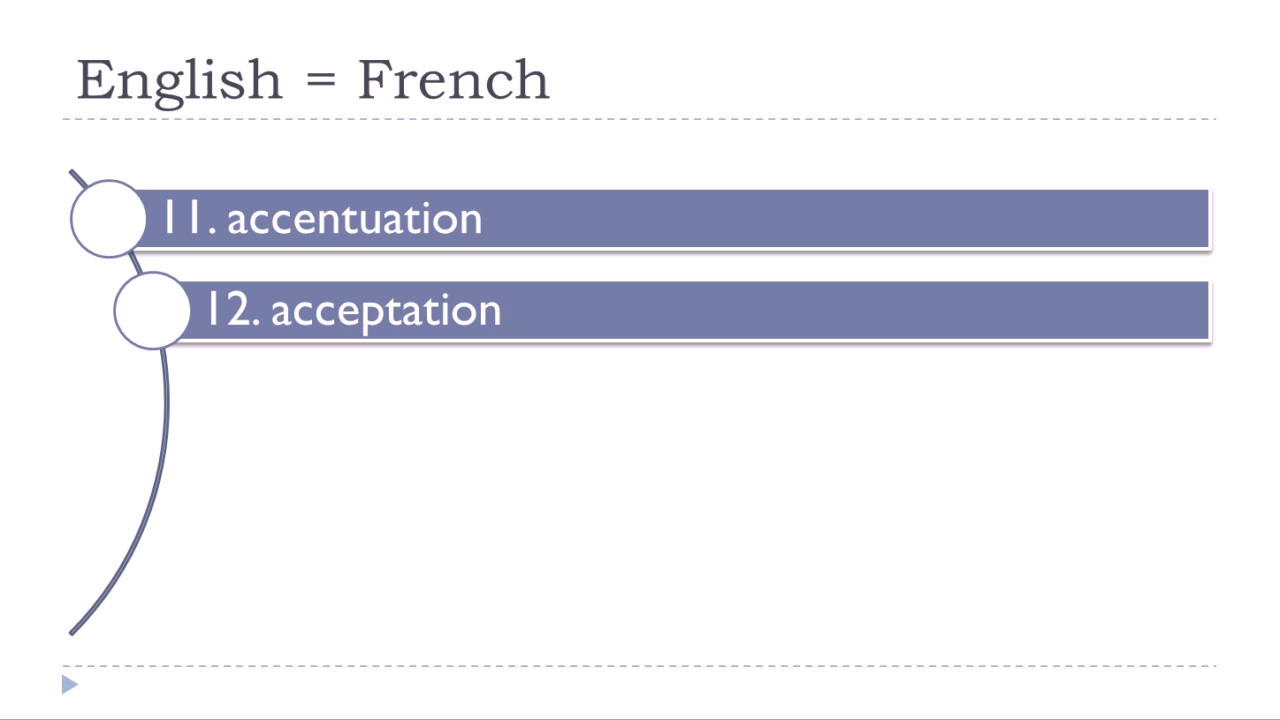 English = French
11. accentuation
12. acceptation